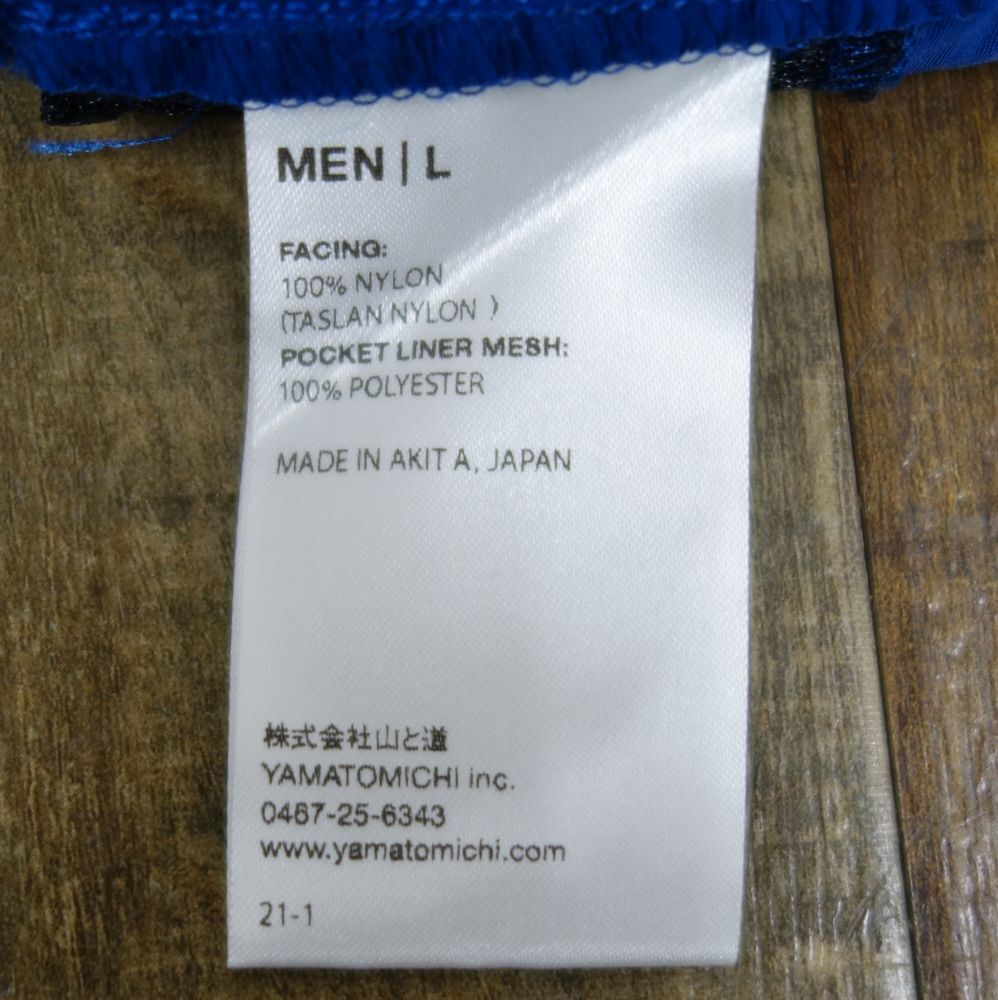 MEN | L
FACING:
100% NYLON
(TASLAN NYLON )
POCKET LINER MESH:
100% POLYESTER
MADE IN AKIT A, JAPAN
株式会社山と道
YAMATOMICHI inc.
0467-25-6343
www.yamatomichi.com
21-1